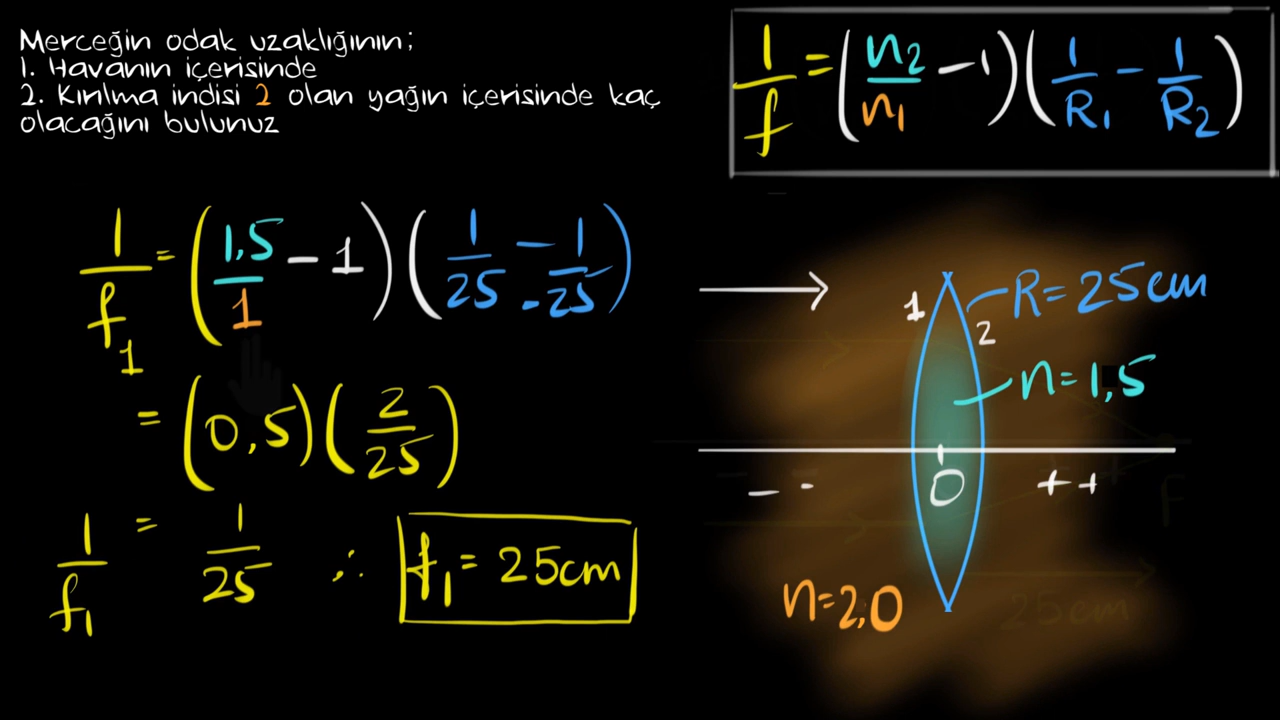 Merceğin odak uzaklığının;
1. Havanın içerisinde
2. Kırılma indisi 2 olan yağın içerisinde kaç
olacağını bulunuz
1/f = (n₂/n₁ − 1)(1/R₁ − 1/R₂)
1/f₁ = (1,5/1 − 1)(1/25 − 1/-25)
= (0,5)(2/25)
1/f₁ = 1/25 ∴ f₁ = 25cm
1
2
R = 25cm
n = 1,5
O
− -
+ +
n = 2,0
25cm
F